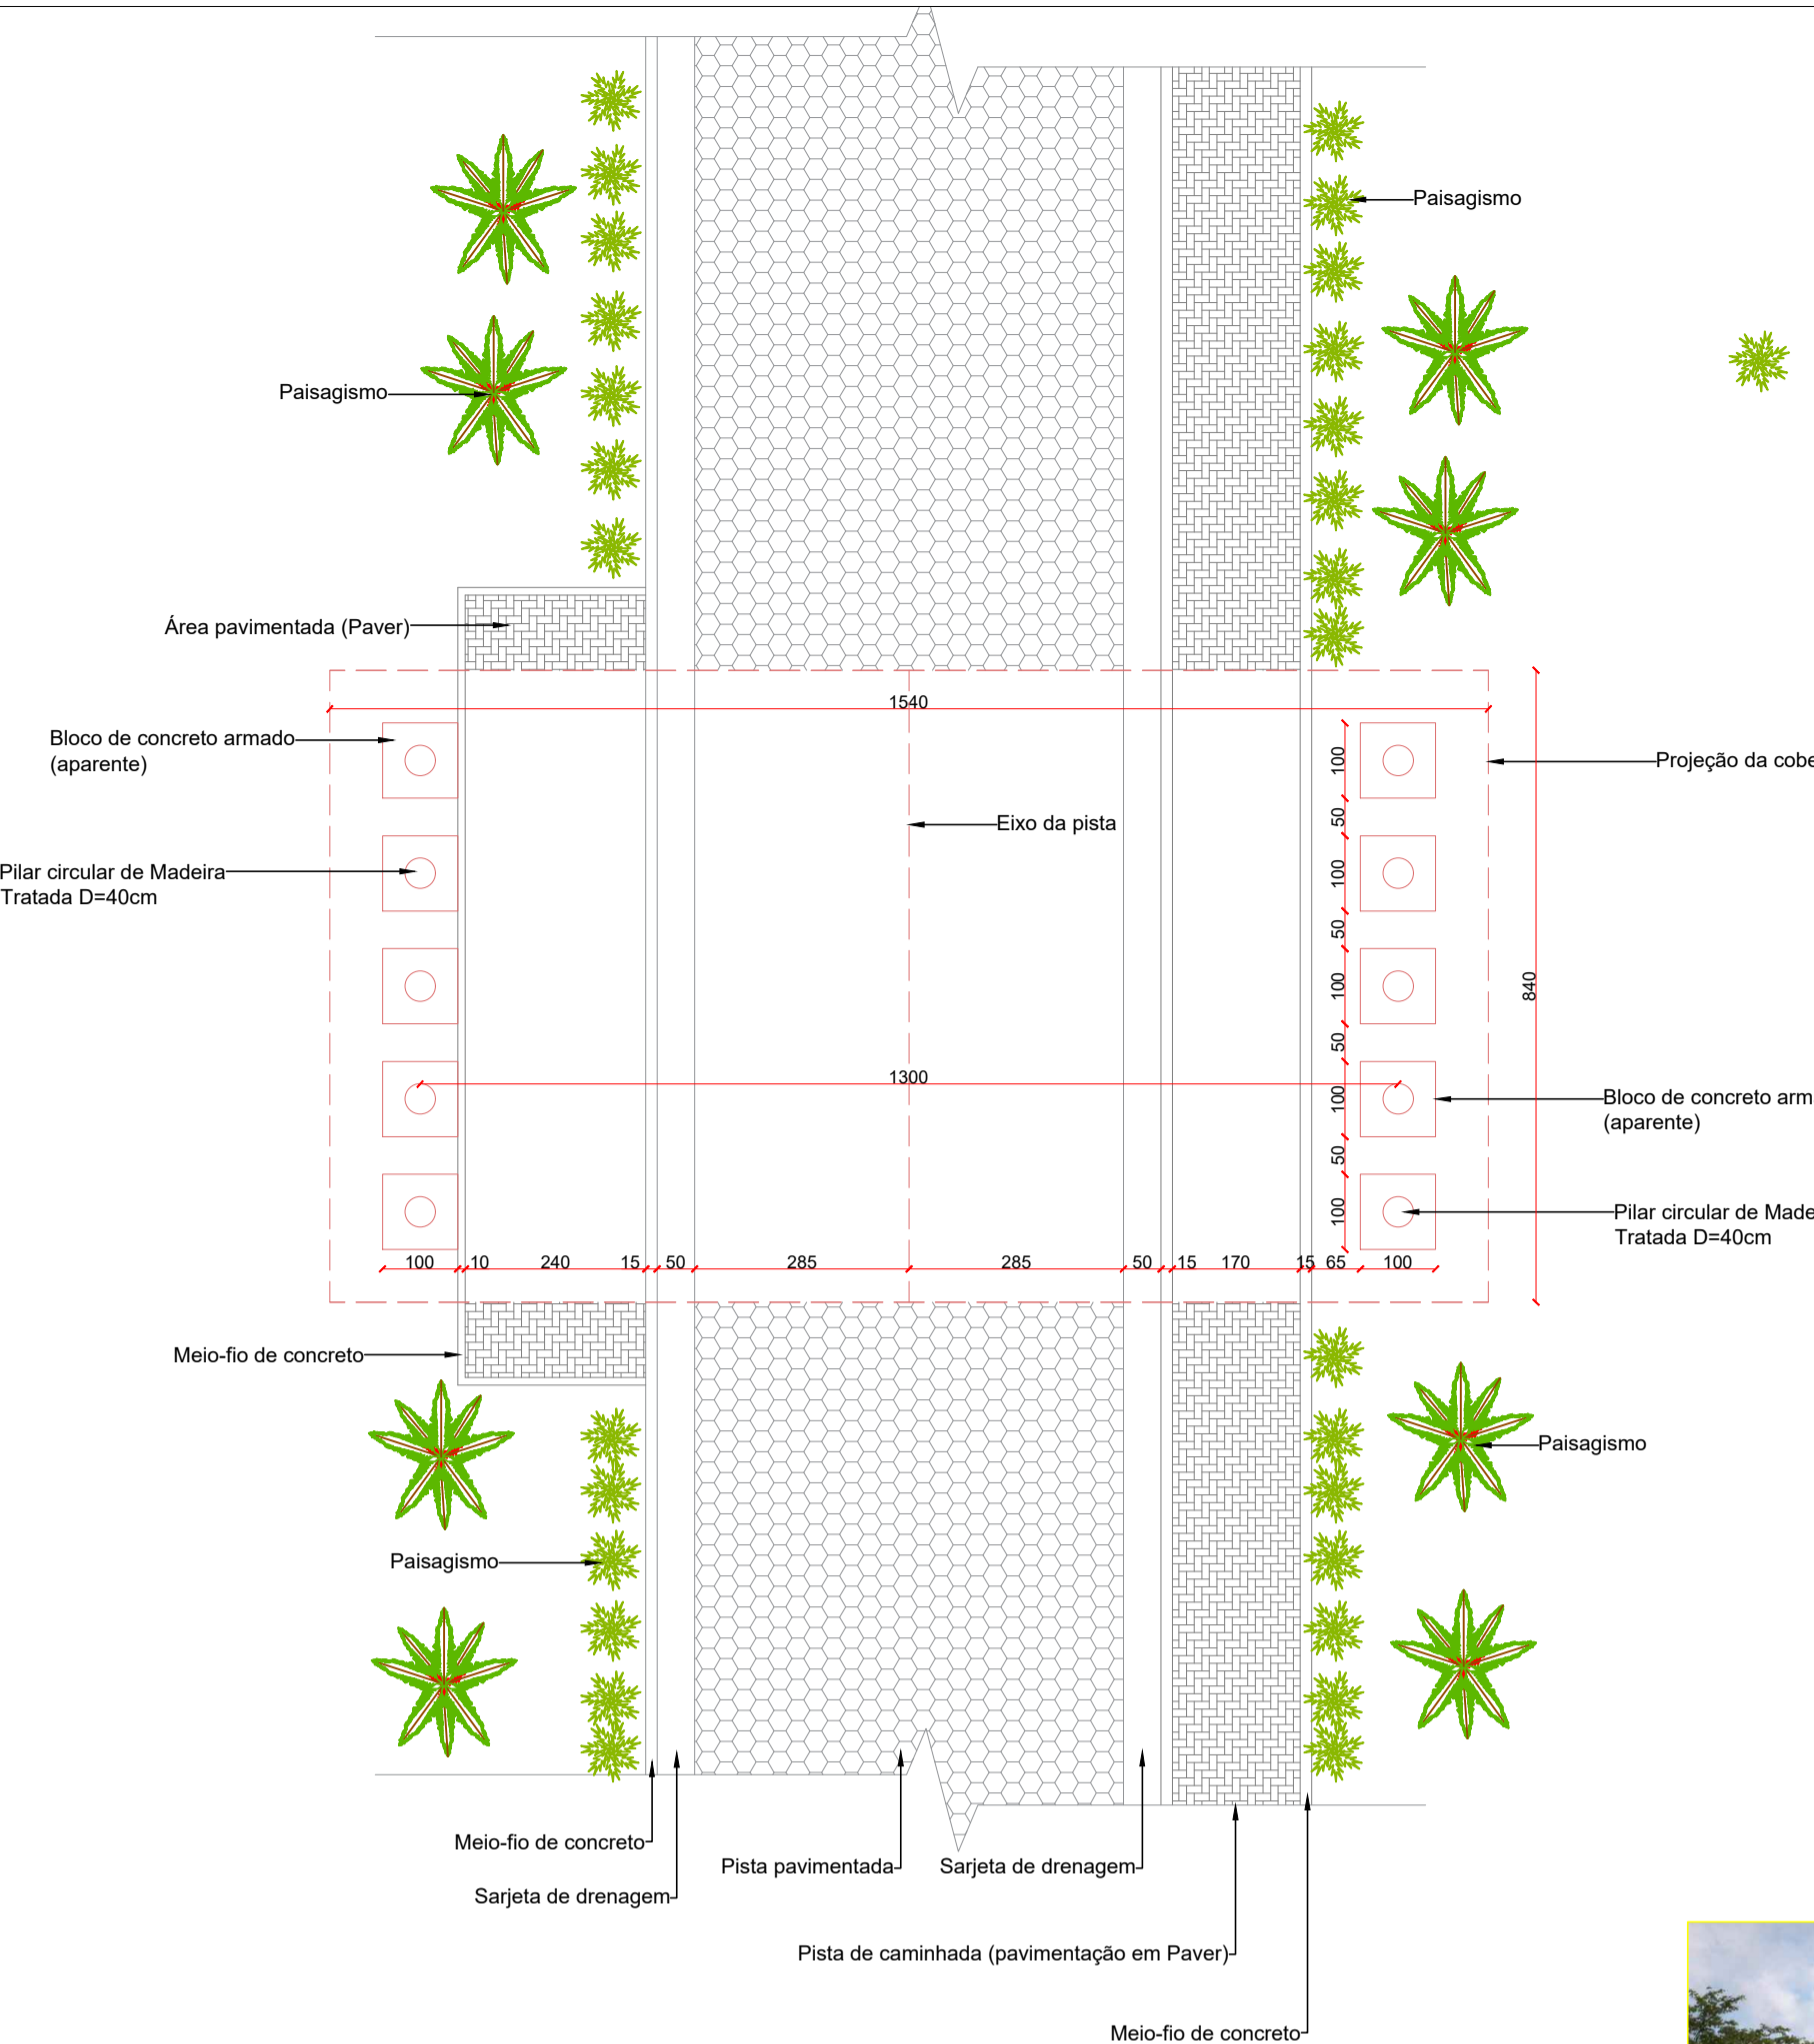 Paisagismo
Paisagismo
Área pavimentada (Paver)
1540
Bloco de concreto armado
(aparente)
100
Projeção da cobe
50
Eixo da pista
Pilar circular de Madeira
Tratada D=40cm
100
50
100
840
50
1300
100
Bloco de concreto arm
(aparente)
50
100
Pilar circular de Made
Tratada D=40cm
100 10 240 15 50 285 285 50 15 170 15 65 100
Meio-fio de concreto
Paisagismo
Paisagismo
Meio-fio de concreto
Pista pavimentada
Sarjeta de drenagem
Sarjeta de drenagem
Pista de caminhada (pavimentação em Paver)
Meio-fio de concreto